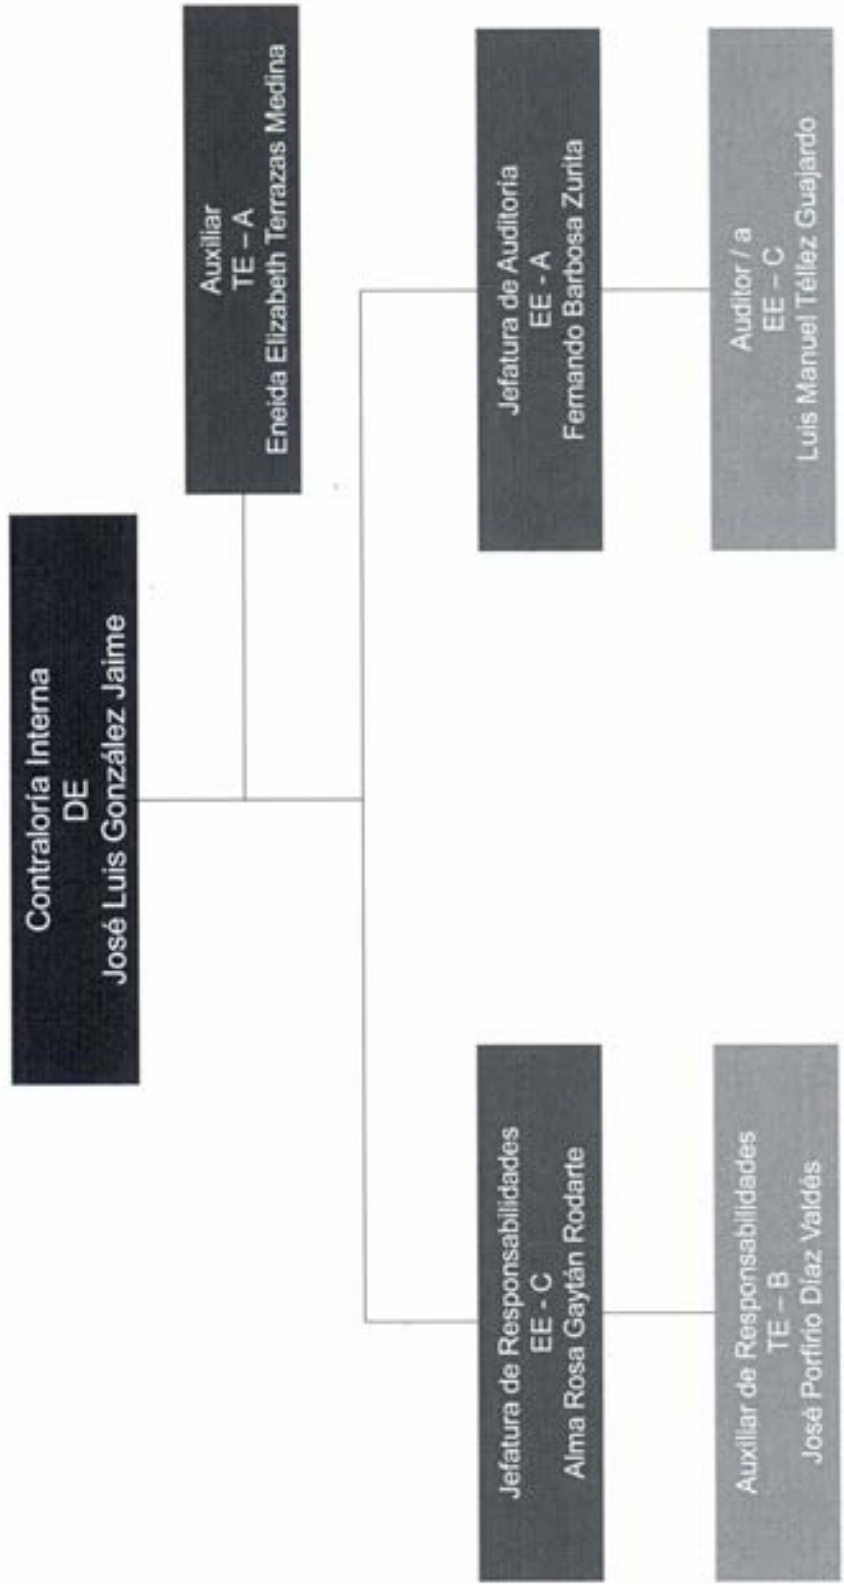 Contraloría Interna
DE
José Luis González Jaime
Auxiliar
TE – A
Eneida Elizabeth Terrazas Medina
Jefatura de Responsabilidades
EE - C
Alma Rosa Gaytán Rodarte
Jefatura de Auditoria
EE - A
Fernando Barbosa Zurita
Auxiliar de Responsabilidades
TE – B
José Porfirio Díaz Valdés
Auditor / a
EE – C
Luis Manuel Téllez Guajardo